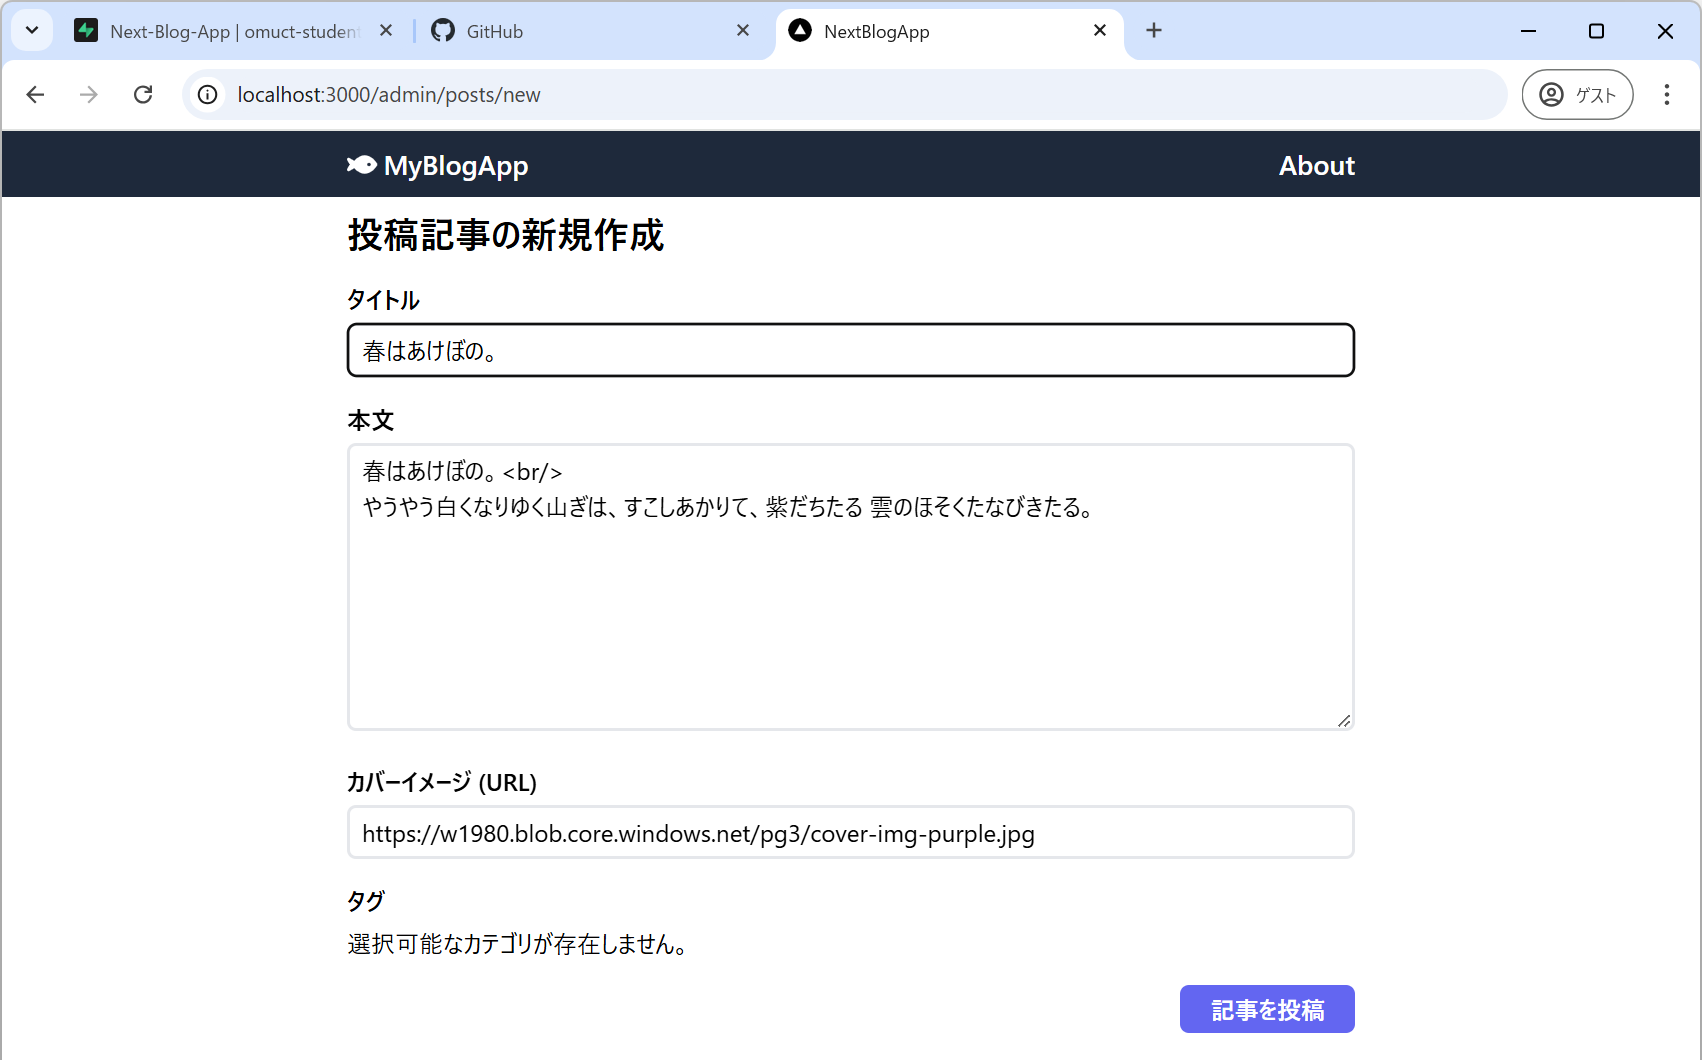 Next-Blog-App | omuct-student
GitHub
NextBlogApp
localhost:3000/admin/posts/new
ゲスト
MyBlogApp
About
投稿記事の新規作成
タイトル
春はあけぼの。
本文
春はあけぼの。<br/>
やうやう白くなりゆく山ぎは、すこしあかりて、紫だちたる 雲のほそくたなびきたる。
カバーイメージ (URL)
https://w1980.blob.core.windows.net/pg3/cover-img-purple.jpg
タグ
選択可能なカテゴリが存在しません。
記事を投稿